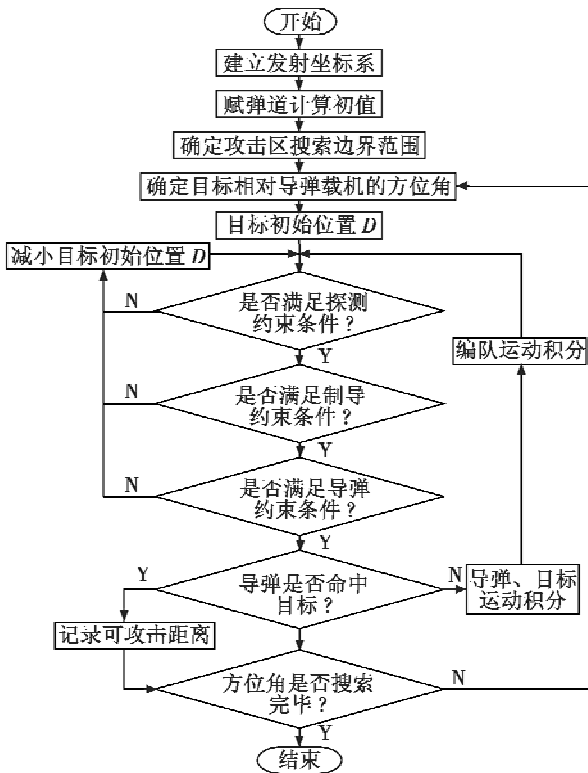 开始
建立发射坐标系
赋弹道计算初值
确定攻击区搜索边界范围
确定目标相对导弹载机的方位角
目标初始位置 D
减小目标初始位置 D
N
是否满足探测
约束条件？
Y
编队运动积分
N
是否满足制导
约束条件？
Y
N
是否满足导弹
约束条件？
Y
Y
导弹是否命中
目标？
N
导弹、目标
运动积分
记录可攻击距离
方位角是否搜索
完毕？
N
Y
结束